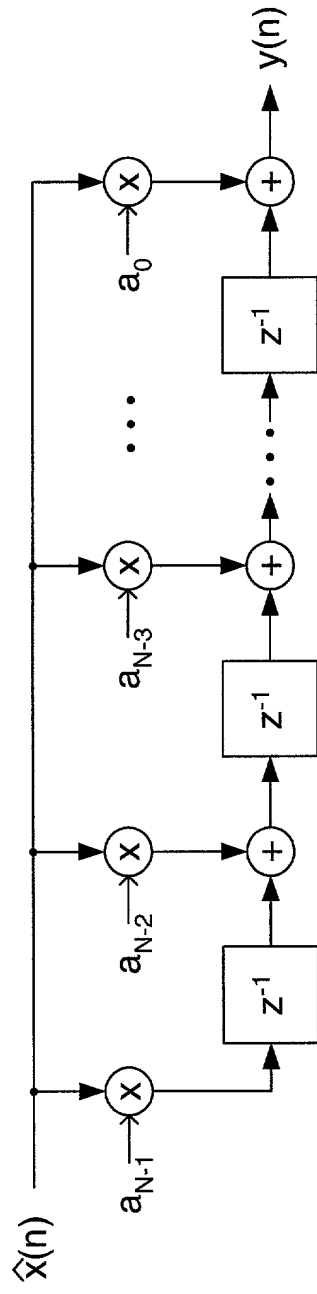 x̂(n)
x x x x
a_{N-1} a_{N-2} a_{N-3} ... a_0
z^{-1} + z^{-1} + ... z^{-1} + y(n)